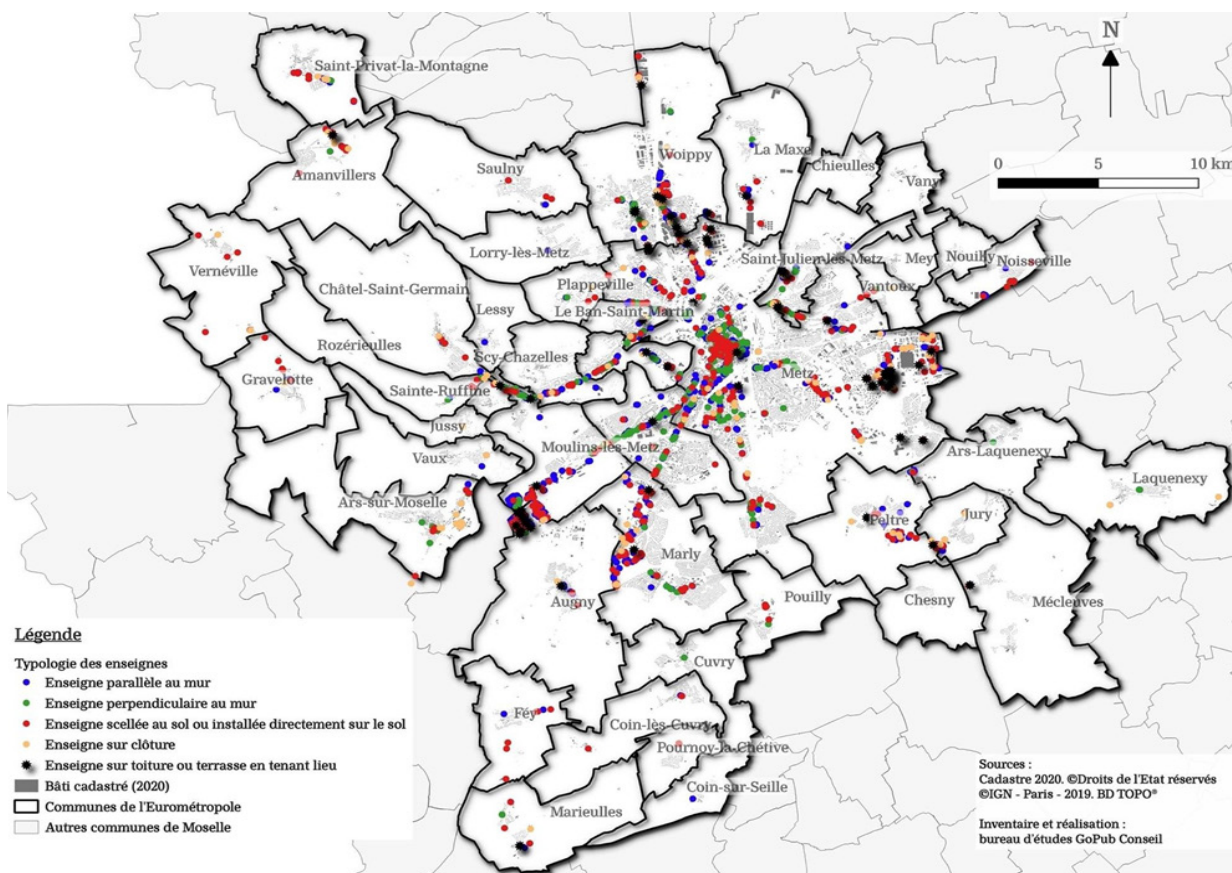 N
Saint-Privat-la-Montagne
0 5 10 km
Woippy
La Maxe
Chieulles
Amanvillers
Saulny
Vany
Lorry-lès-Metz
Saint-Julien-lès-Metz
Mey
Nouilly
Noisseville
Vernéville
Châtel-Saint-Germain
Plappeville
Vantoux
Lessy
Le Ban-Saint-Martin
Rozérieulles
Scy-Chazelles
Gravelotte
Metz
Sainte-Ruffine
Jussy
Moulins-lès-Metz
Ars-Laquenexy
Vaux
Laquenexy
Ars-sur-Moselle
Peltre
Jury
Marly
Augny
Pouilly
Chesny
Mécleuves
Cuvry
Féy
Coin-lès-Cuvry
Pournoy-la-Chétive
Coin-sur-Seille
Marieulles
Légende
Typologie des enseignes
Enseigne parallèle au mur
Enseigne perpendiculaire au mur
Enseigne scellée au sol ou installée directement sur le sol
Enseigne sur clôture
Enseigne sur toiture ou terrasse en tenant lieu
Bâti cadastré (2020)
Communes de l'Eurométropole
Autres communes de Moselle
Sources :
Cadastre 2020. ©Droits de l'Etat réservés
©IGN - Paris - 2019. BD TOPO®
Inventaire et réalisation :
bureau d'études GoPub Conseil